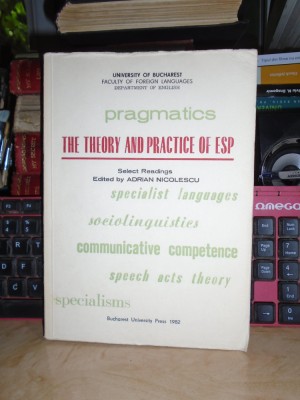 UNIVERSITY OF BUCHAREST
FACULTY OF FOREIGN LANGUAGES
DEPARTMENT OF ENGLISH
pragmatics
THE THEORY AND PRACTICE OF ESP
Select Readings
Edited by ADRIAN NICOLESCU
specialist languages
sociolinguistics
communicative competence
speech acts theory
specialisms
Bucharest University Press 1982
OMEGA